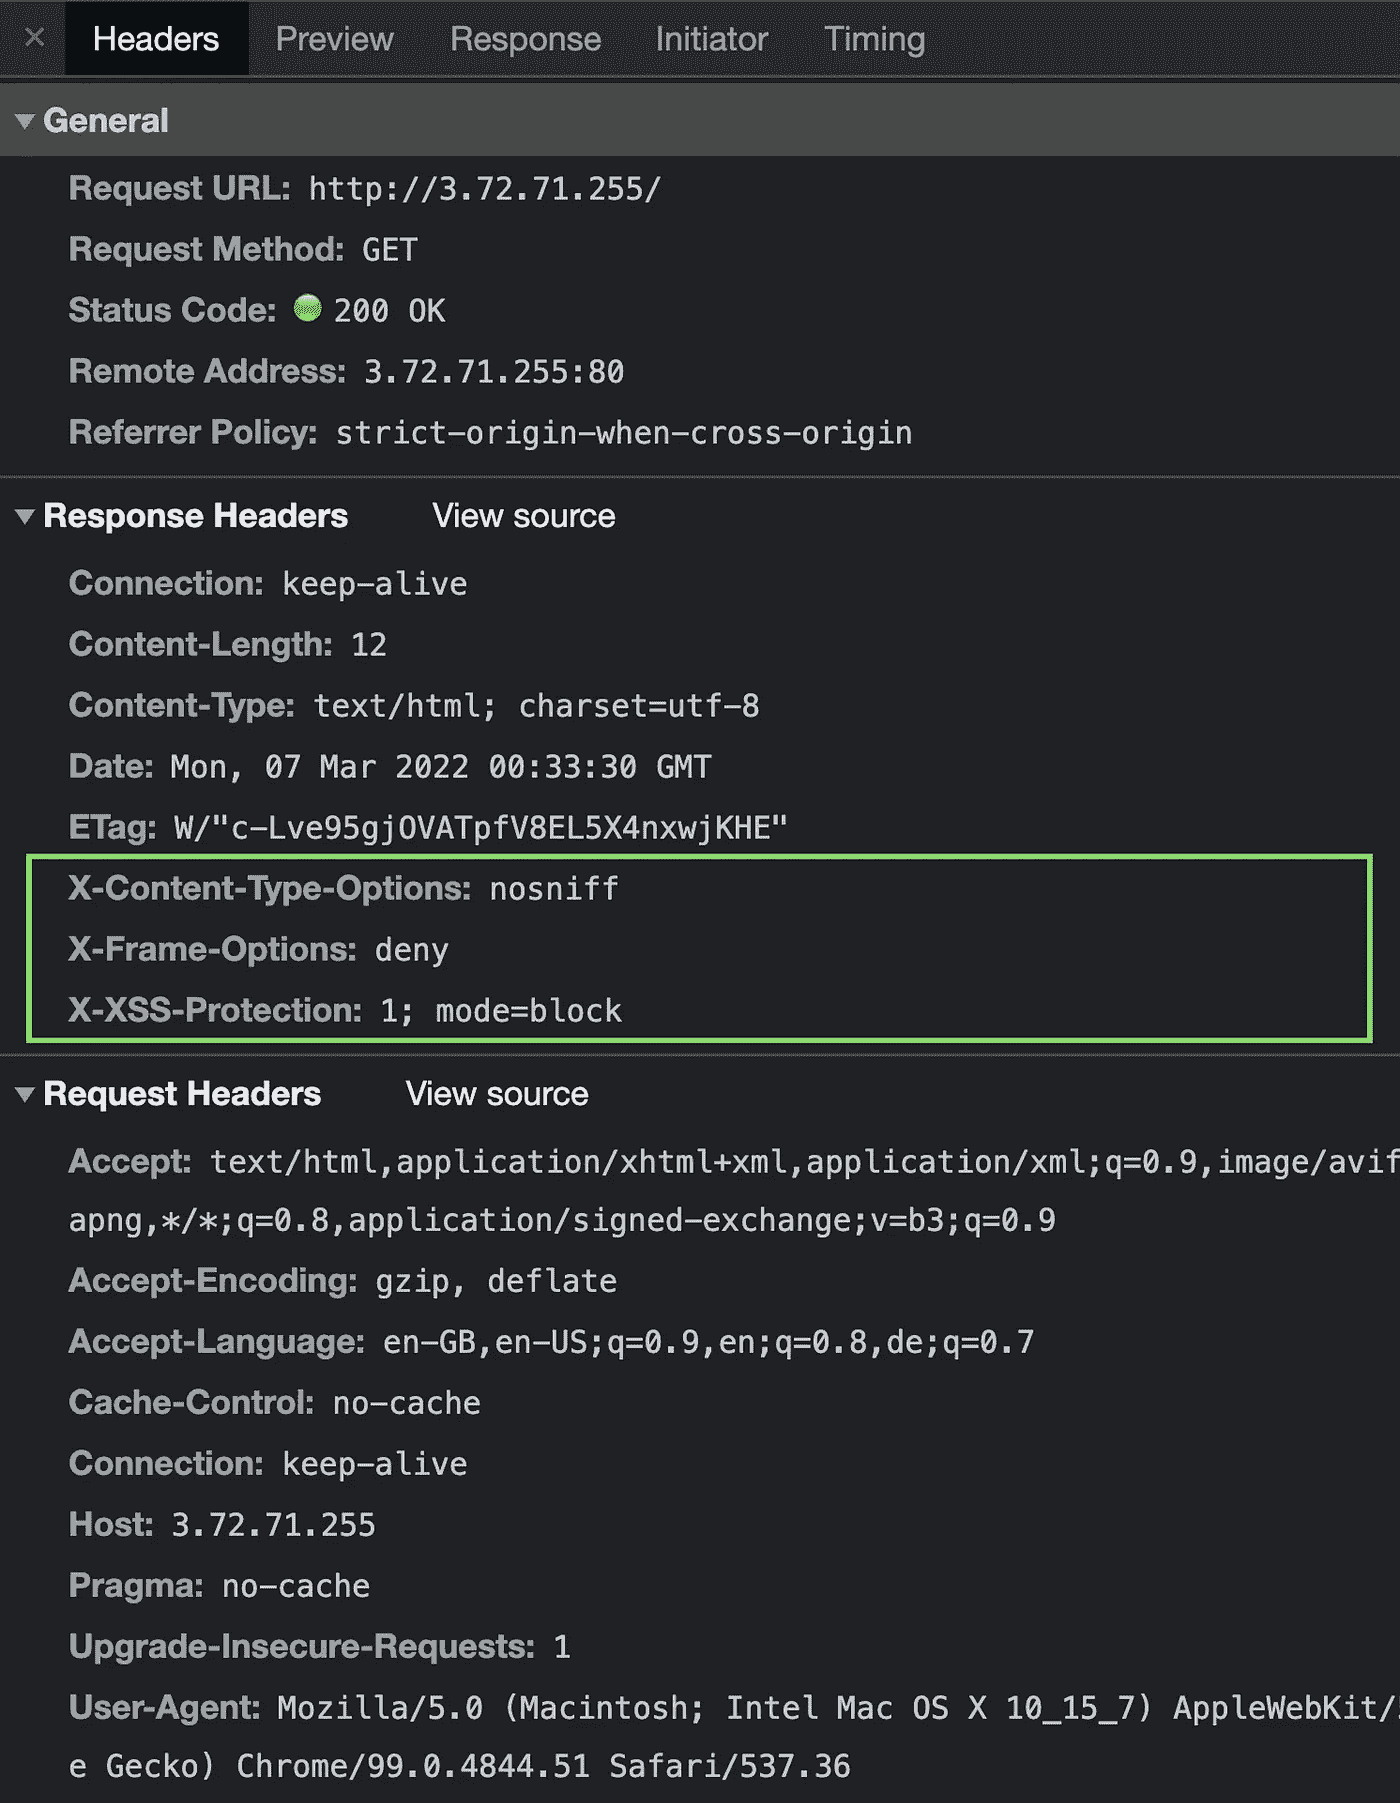 Headers Preview Response Initiator Timing
General
Request URL: http://3.72.71.255/
Request Method: GET
Status Code: 200 OK
Remote Address: 3.72.71.255:80
Referrer Policy: strict-origin-when-cross-origin
Response Headers View source
Connection: keep-alive
Content-Length: 12
Content-Type: text/html; charset=utf-8
Date: Mon, 07 Mar 2022 00:33:30 GMT
ETag: W/"c-Lve95gjOVATpfV8EL5X4nxwjKHE"
X-Content-Type-Options: nosniff
X-Frame-Options: deny
X-XSS-Protection: 1; mode=block
Request Headers View source
Accept: text/html,application/xhtml+xml,application/xml;q=0.9,image/avif
apng,*/*;q=0.8,application/signed-exchange;v=b3;q=0.9
Accept-Encoding: gzip, deflate
Accept-Language: en-GB,en-US;q=0.9,en;q=0.8,de;q=0.7
Cache-Control: no-cache
Connection: keep-alive
Host: 3.72.71.255
Pragma: no-cache
Upgrade-Insecure-Requests: 1
User-Agent: Mozilla/5.0 (Macintosh; Intel Mac OS X 10_15_7) AppleWebKit/
e Gecko) Chrome/99.0.4844.51 Safari/537.36